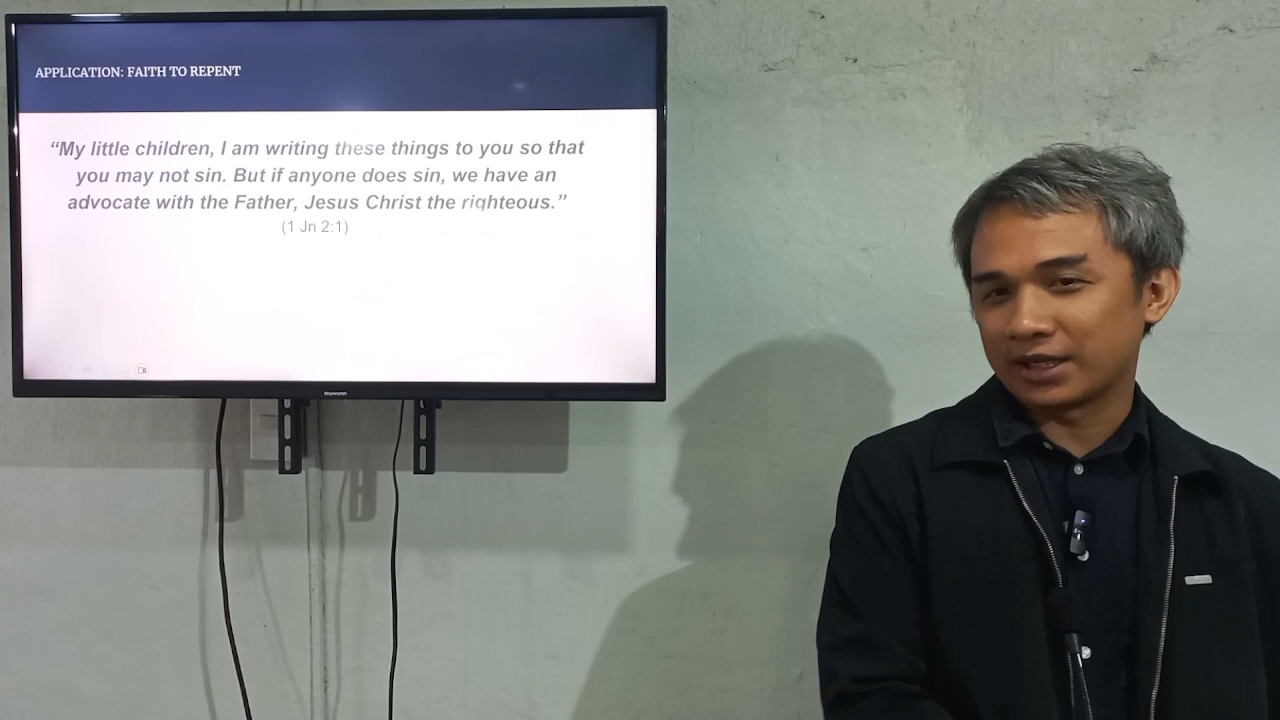 APPLICATION: FAITH TO REPENT
“My little children, I am writing these things to you so that
you may not sin. But if anyone does sin, we have an
advocate with the Father, Jesus Christ the righteous.”
(1 Jn 2:1)